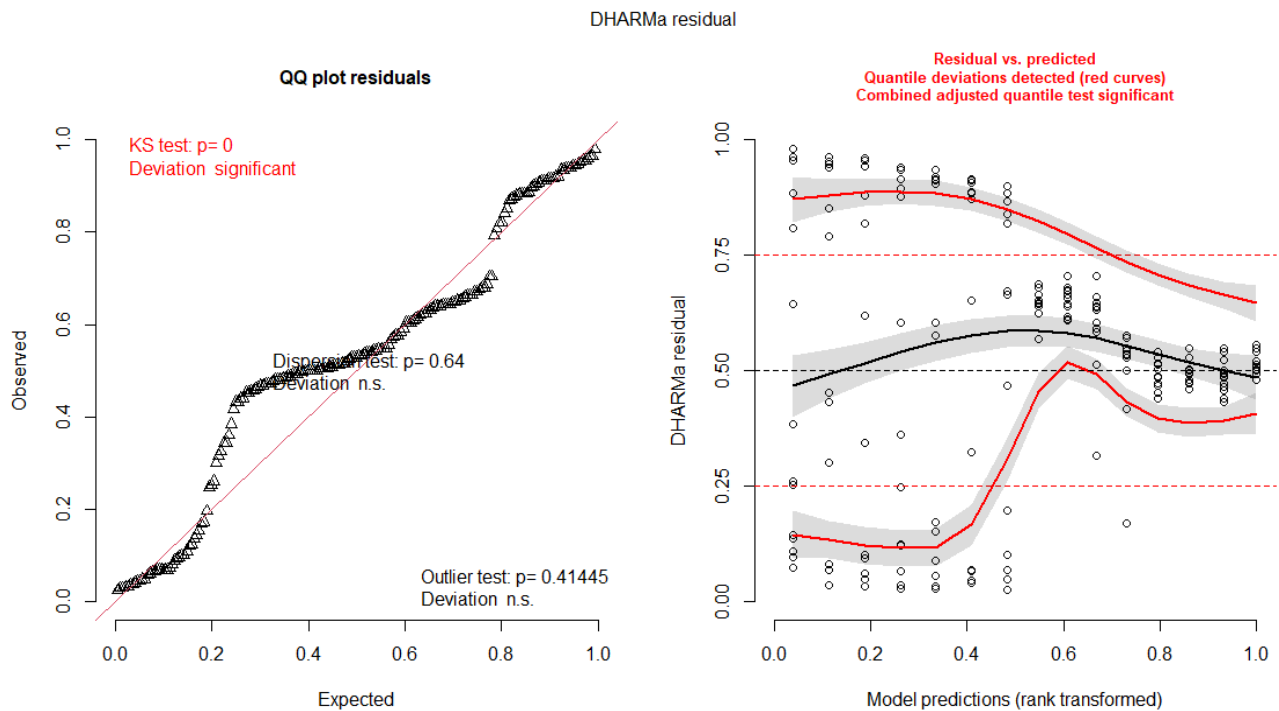 DHARMa residual
QQ plot residuals
KS test: p= 0
Deviation significant
Dispersion test: p= 0.64
Deviation n.s.
Outlier test: p= 0.41445
Deviation n.s.
Observed
0.0
0.2
0.4
0.6
0.8
1.0
0.0
0.2
0.4
0.6
0.8
1.0
Expected
Residual vs. predicted
Quantile deviations detected (red curves)
Combined adjusted quantile test significant
DHARMa residual
0.00
0.25
0.50
0.75
1.00
0.0
0.2
0.4
0.6
0.8
1.0
Model predictions (rank transformed)